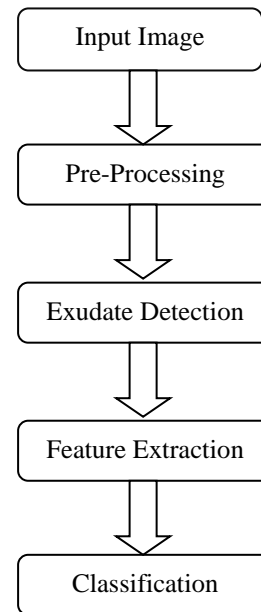 Input Image
Pre-Processing
Exudate Detection
Feature Extraction
Classification